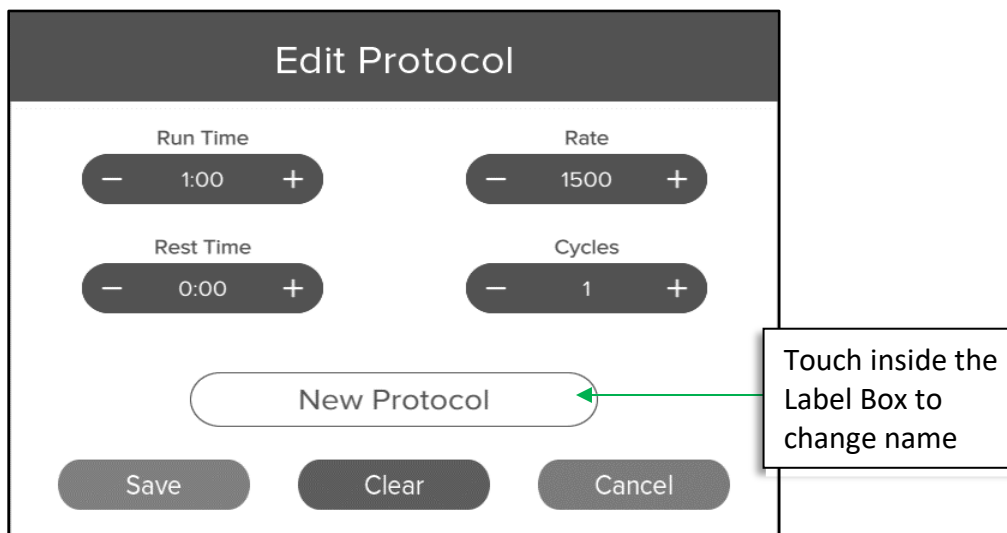 Edit Protocol
Run Time
Rate
− 1:00 +
− 1500 +
Rest Time
Cycles
− 0:00 +
− 1 +
New Protocol
Touch inside the
Label Box to
change name
Save
Clear
Cancel